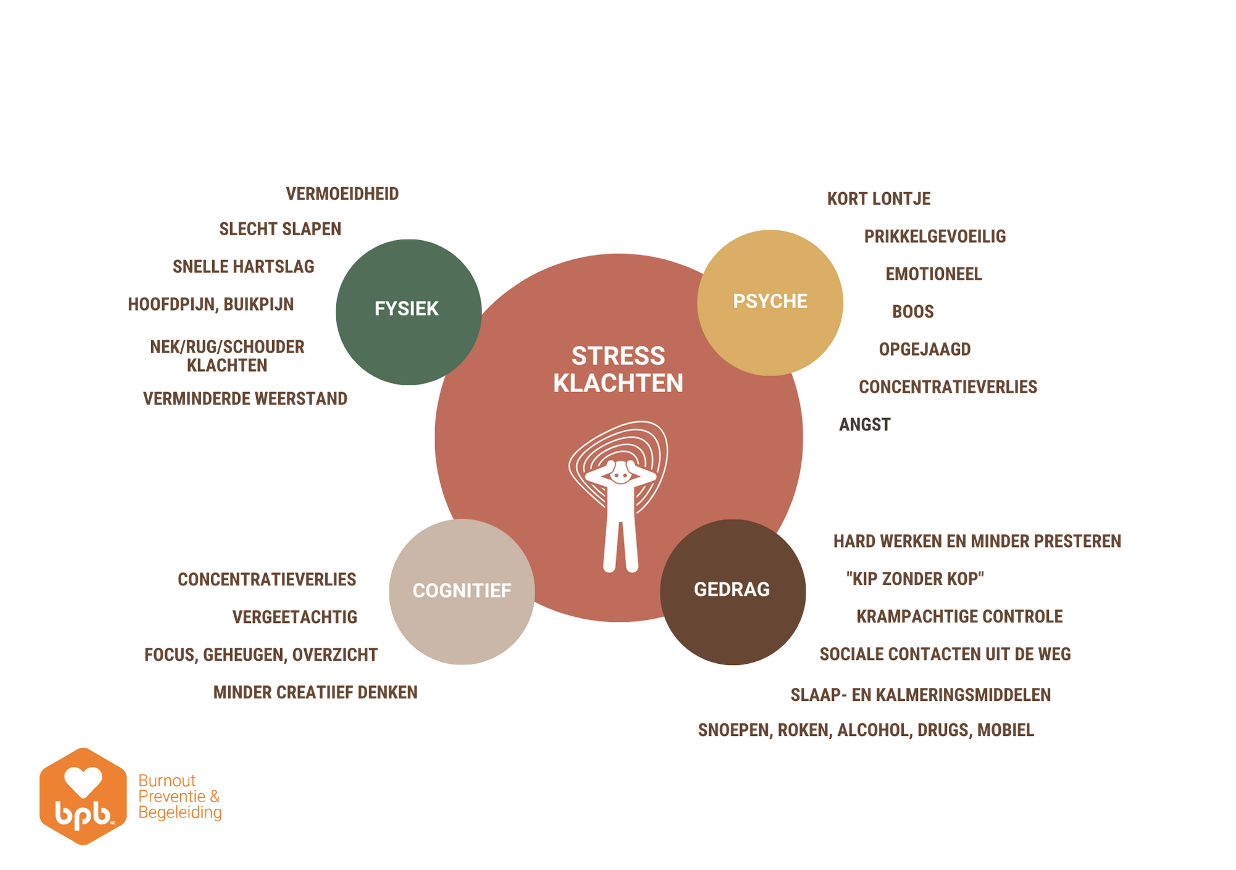 STRESS
KLACHTEN
FYSIEK
VERMOEIDHEID
SLECHT SLAPEN
SNELLE HARTSLAG
HOOFDPIJN, BUIKPIJN
NEK/RUG/SCHOUDER
KLACHTEN
VERMINDERDE WEERSTAND
PSYCHE
KORT LONTJE
PRIKKELGEVOEILIG
EMOTIONEEL
BOOS
OPGEJAAGD
CONCENTRATIEVERLIES
ANGST
COGNITIEF
CONCENTRATIEVERLIES
VERGEETACHTIG
FOCUS, GEHEUGEN, OVERZICHT
MINDER CREATIIEF DENKEN
GEDRAG
HARD WERKEN EN MINDER PRESTEREN
"KIP ZONDER KOP"
KRAMPACHTIGE CONTROLE
SOCIALE CONTACTEN UIT DE WEG
SLAAP- EN KALMERINGSMIDDELEN
SNOEPEN, ROKEN, ALCOHOL, DRUGS, MOBIEL
bpb
Burnout
Preventie &
Begeleiding